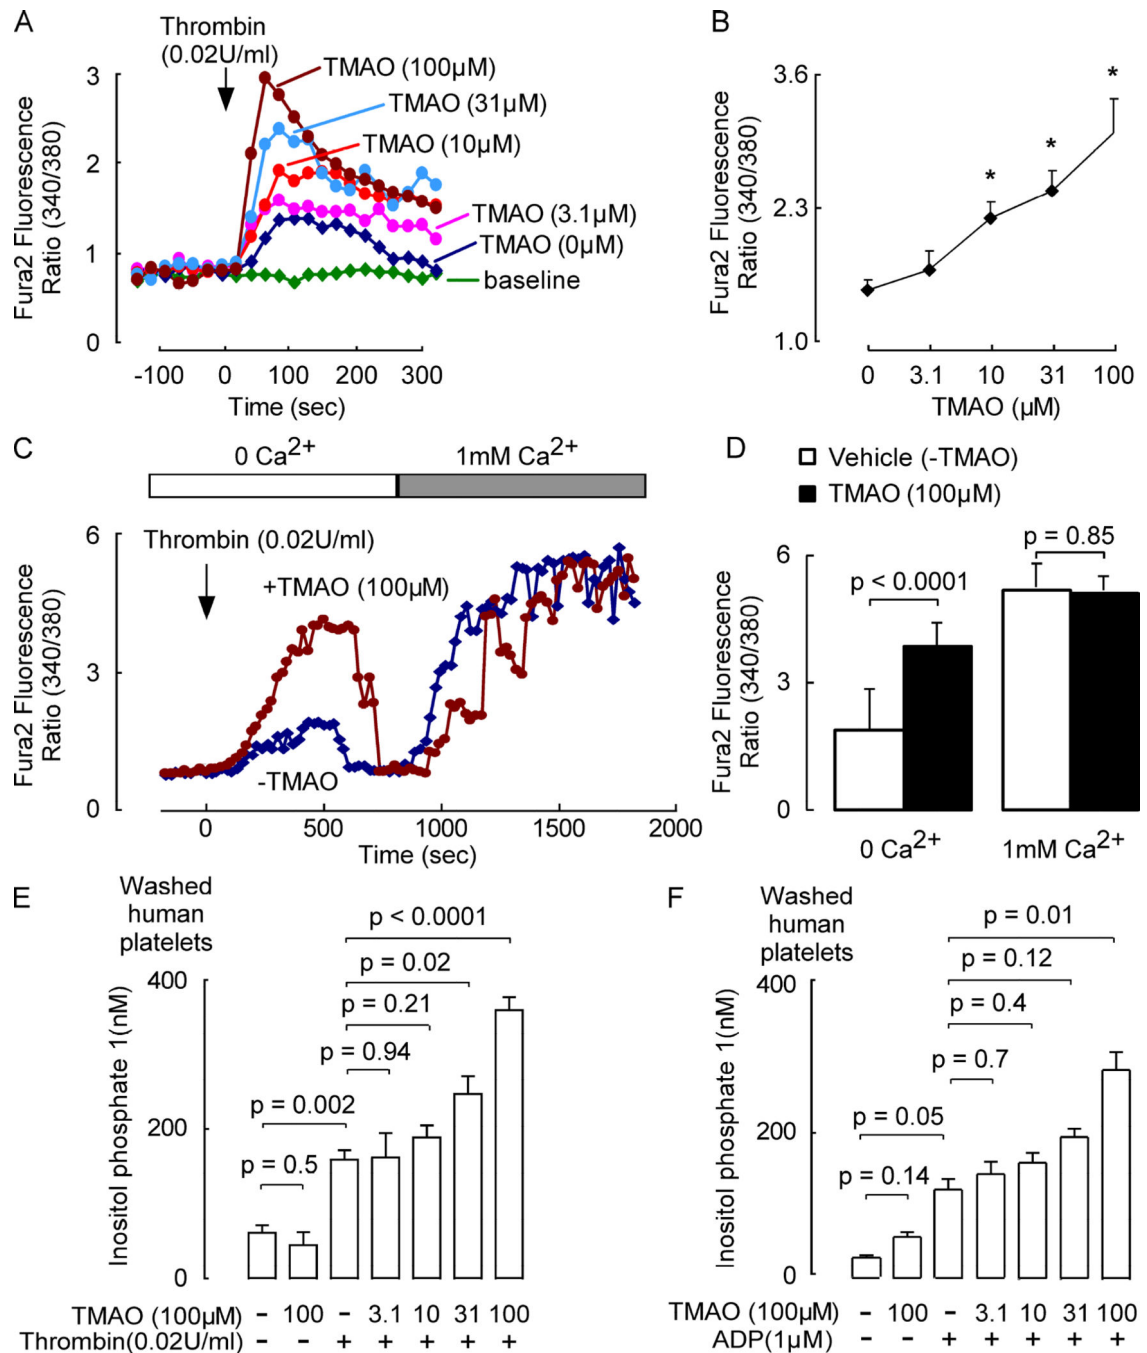 A
Thrombin
(0.02U/ml)
TMAO (100µM)
TMAO (31µM)
TMAO (10µM)
TMAO (3.1µM)
TMAO (0µM)
baseline
Fura2 Fluorescence
Ratio (340/380)
3
2
1
0
-100 0 100 200 300
Time (sec)
B
Fura2 Fluorescence
Ratio (340/380)
3.6
2.3
1.0
* * *
0 3.1 10 31 100
TMAO (µM)
C
0 Ca2+ 1mM Ca2+
Thrombin (0.02U/ml)
+TMAO (100µM)
-TMAO
Fura2 Fluorescence
Ratio (340/380)
6
3
0
0 500 1000 1500 2000
Time (sec)
D
Vehicle (-TMAO)
TMAO (100µM)
p = 0.85
p < 0.0001
Fura2 Fluorescence
Ratio (340/380)
6
3
0
0 Ca2+ 1mM Ca2+
E
Washed
human
platelets
p < 0.0001
p = 0.02
p = 0.21
p = 0.94
p = 0.002
p = 0.5
Inositol phosphate 1(nM)
400
200
0
TMAO (100µM) – 100 – 3.1 10 31 100
Thrombin(0.02U/ml) – – + + + + +
F
Washed
human
platelets
p = 0.01
p = 0.12
p = 0.4
p = 0.7
p = 0.05
p = 0.14
Inositol phosphate 1(nM)
400
200
0
TMAO (100µM) – 100 – 3.1 10 31 100
ADP(1µM) – – + + + + +